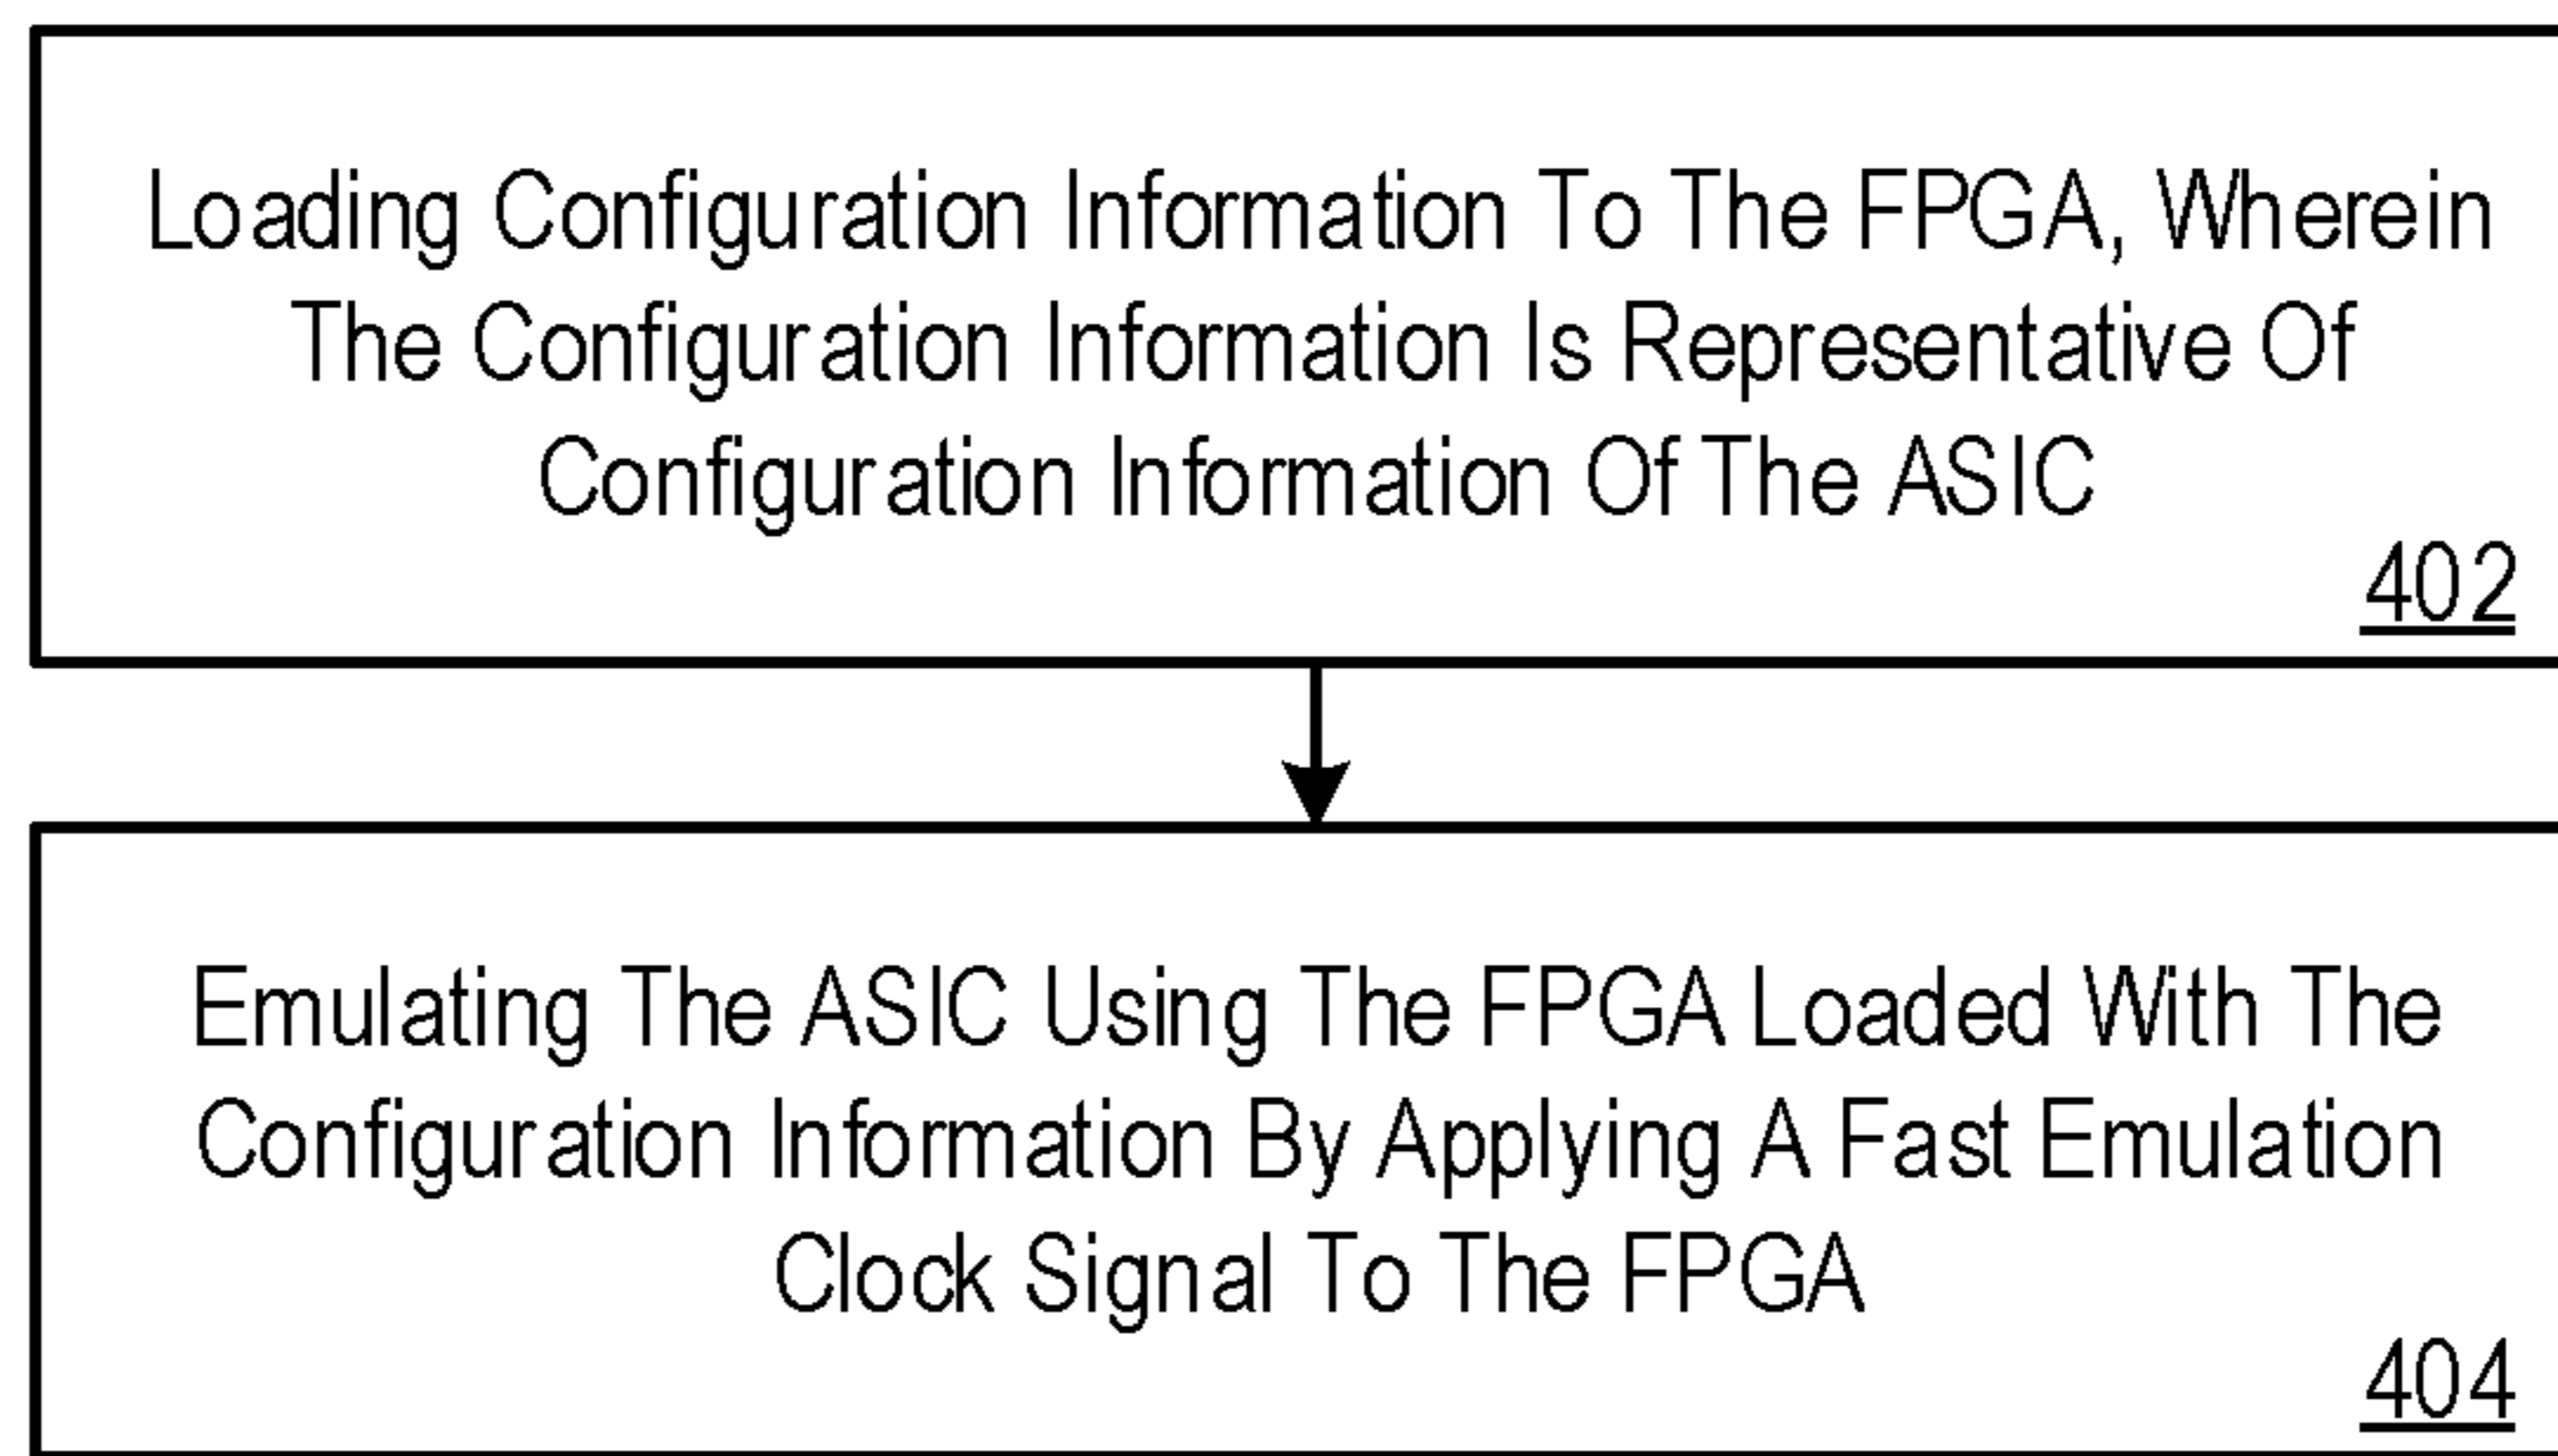 Loading Configuration Information To The FPGA, Wherein
The Configuration Information Is Representative Of
Configuration Information Of The ASIC
402
Emulating The ASIC Using The FPGA Loaded With The
Configuration Information By Applying A Fast Emulation
Clock Signal To The FPGA
404